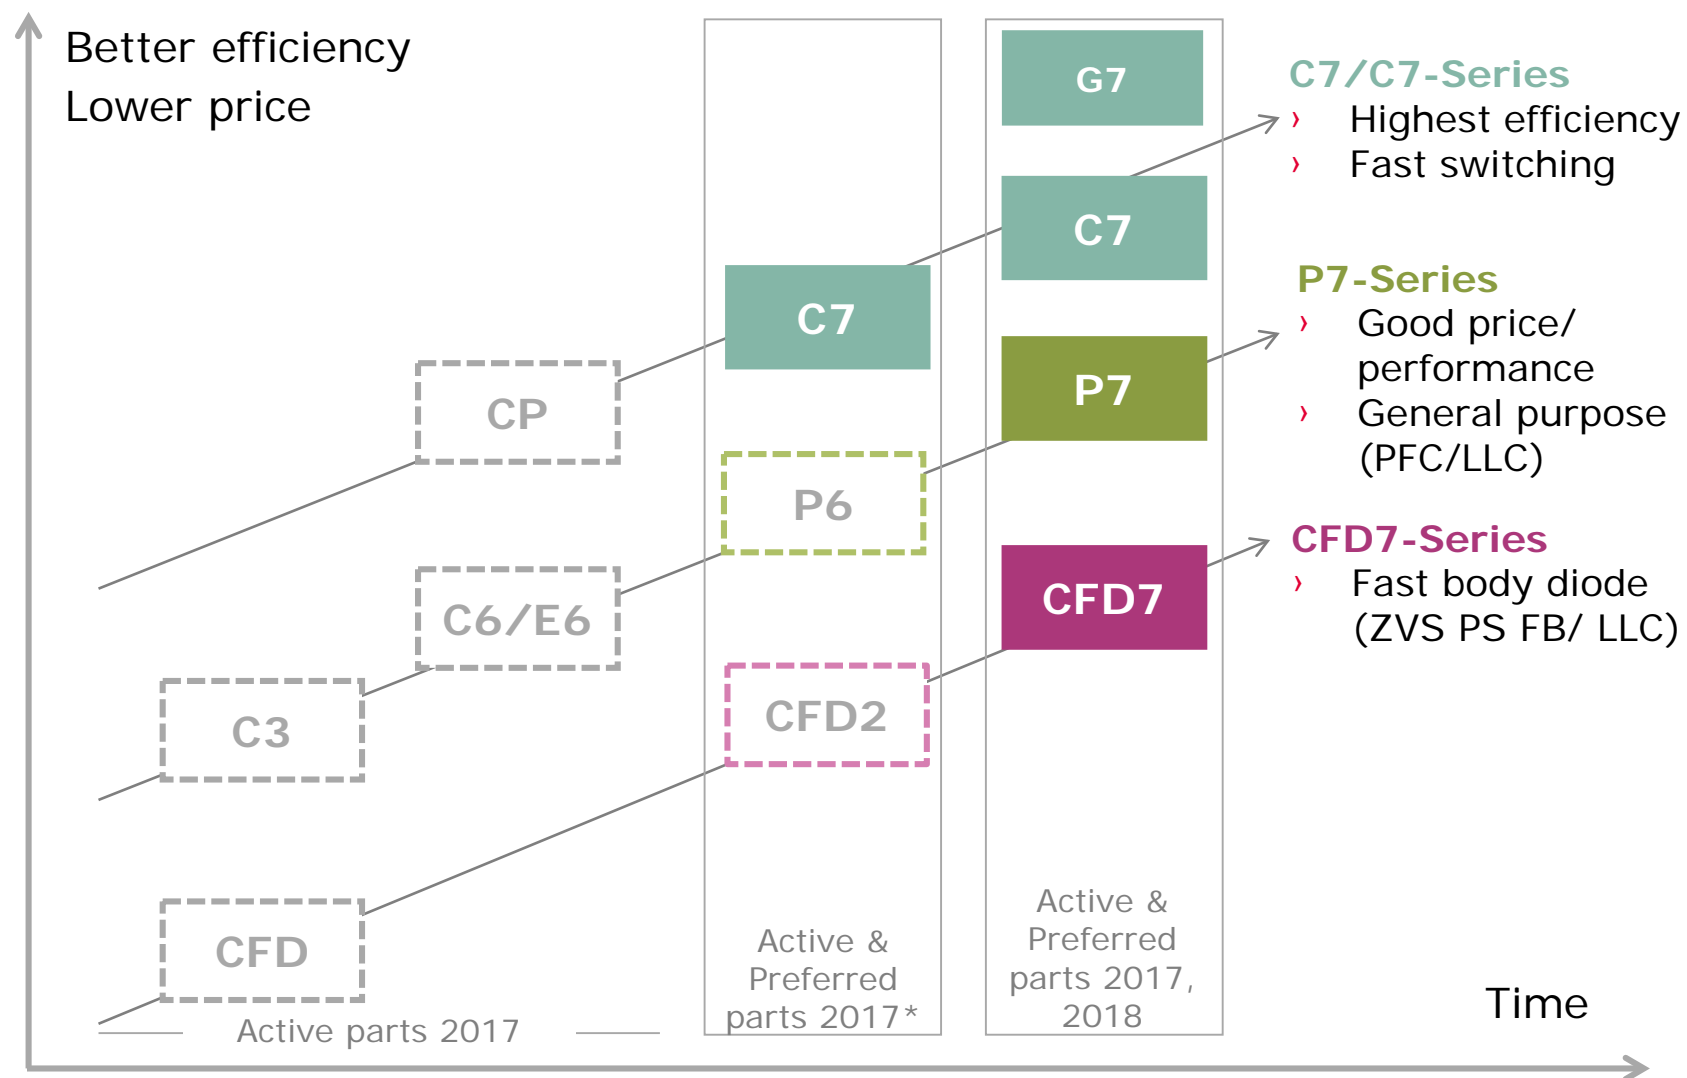 Better efficiency
Lower price
G7
C7
C7
CP
P7
P6
C6/E6
CFD7
C3
CFD2
CFD
C7/C7-Series
› Highest efficiency
› Fast switching
P7-Series
› Good price/
performance
› General purpose
(PFC/LLC)
CFD7-Series
› Fast body diode
(ZVS PS FB/ LLC)
Active parts 2017
Active &
Preferred
parts 2017*
Active &
Preferred
parts 2017,
2018
Time